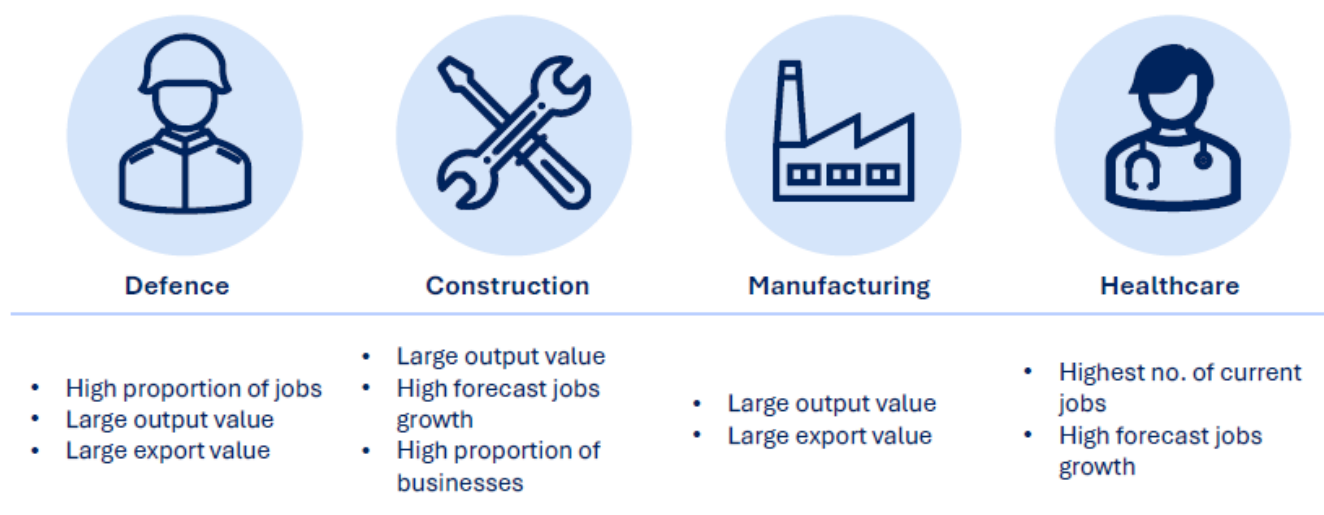 Defence
Construction
Manufacturing
Healthcare
• High proportion of jobs
• Large output value
• Large export value
• Large output value
• High forecast jobs
growth
• High proportion of
businesses
• Large output value
• Large export value
• Highest no. of current
jobs
• High forecast jobs
growth